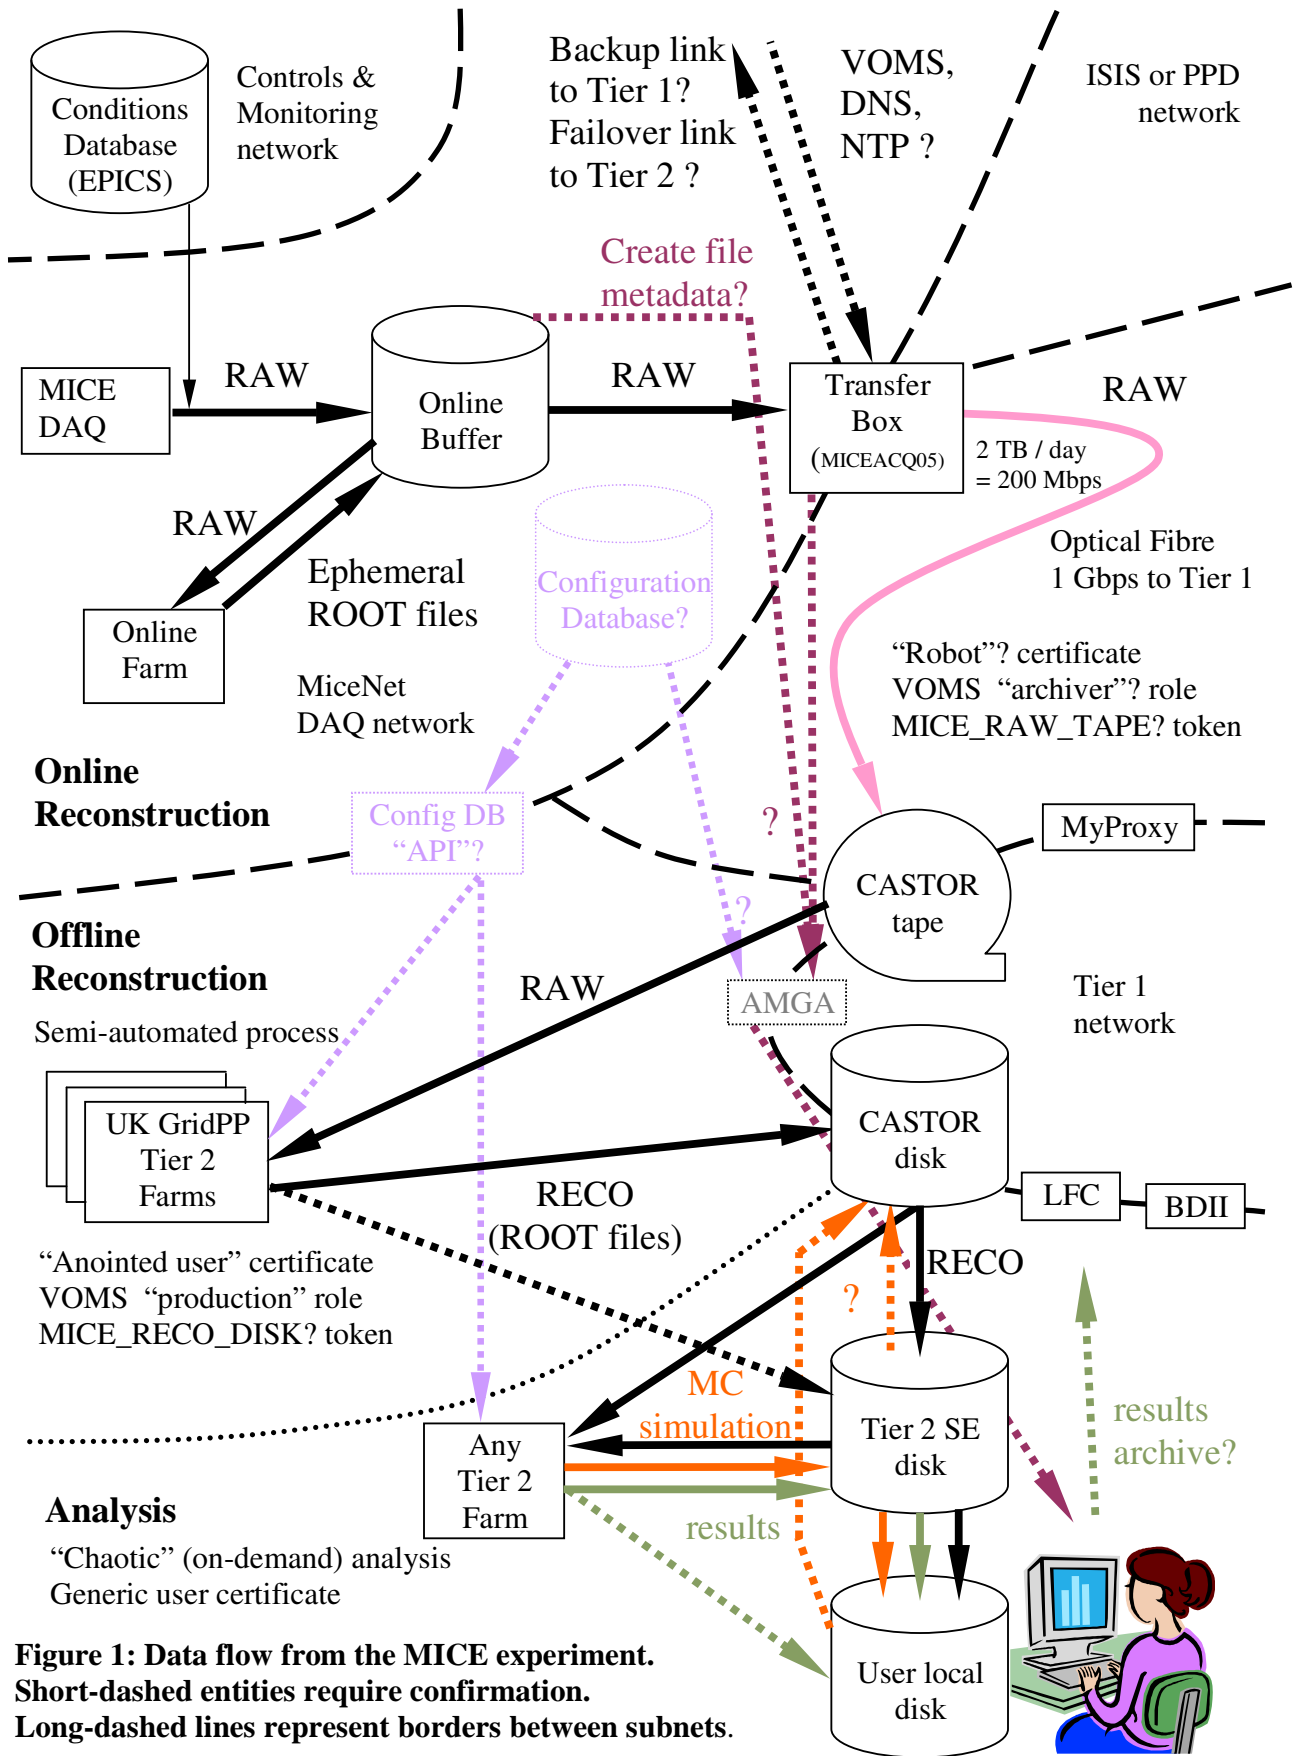 Conditions
Database
(EPICS)
Controls &
Monitoring
network
Backup link
to Tier 1?
Failover link
to Tier 2 ?
VOMS,
DNS,
NTP ?
ISIS or PPD
network
Create file
metadata?
MICE
DAQ
RAW
Online
Buffer
RAW
Transfer
Box
(MICEACQ05)
RAW
2 TB / day
= 200 Mbps
RAW
Ephemeral
ROOT files
Configuration
Database?
Optical Fibre
1 Gbps to Tier 1
Online
Farm
MiceNet
DAQ network
“Robot”? certificate
VOMS “archiver”? role
MICE_RAW_TAPE? token
Online
Reconstruction
Config DB
“API”?
?
MyProxy
CASTOR
tape
?
Offline
Reconstruction
RAW
AMGA
Tier 1
network
Semi-automated process
UK GridPP
Tier 2
Farms
CASTOR
disk
LFC
BDII
RECO
(ROOT files)
RECO
“Anointed user” certificate
VOMS “production” role
MICE_RECO_DISK? token
?
MC
simulation
results
archive?
Any
Tier 2
Farm
Tier 2 SE
disk
Analysis
results
“Chaotic” (on-demand) analysis
Generic user certificate
User local
disk
Figure 1: Data flow from the MICE experiment.
Short-dashed entities require confirmation.
Long-dashed lines represent borders between subnets.